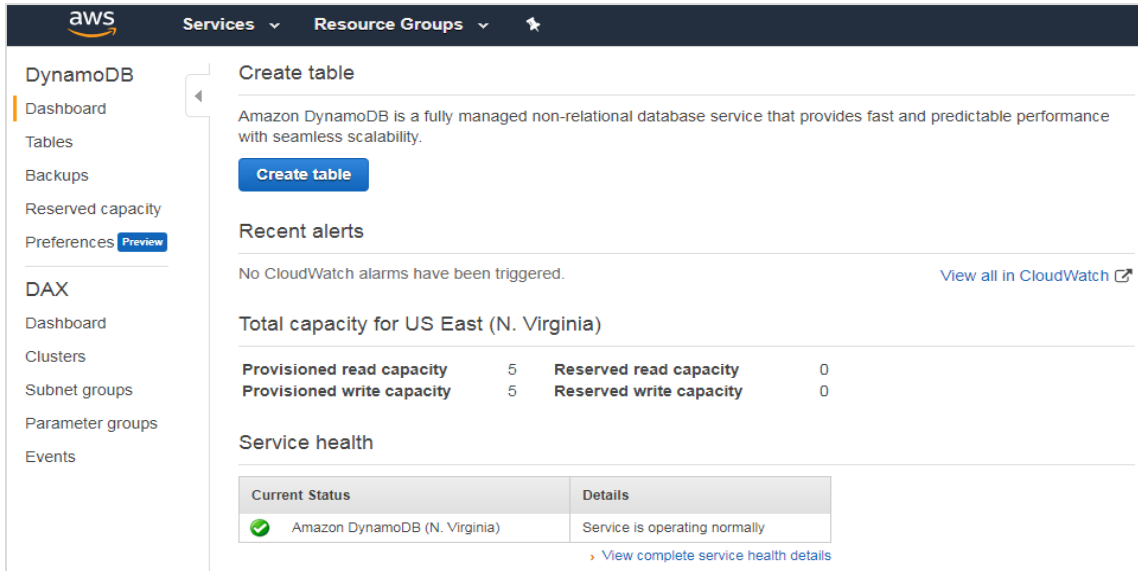 aws
Services
Resource Groups
DynamoDB
Dashboard
Tables
Backups
Reserved capacity
Preferences Preview
DAX
Dashboard
Clusters
Subnet groups
Parameter groups
Events
Create table
Amazon DynamoDB is a fully managed non-relational database service that provides fast and predictable performance
with seamless scalability.
Create table
Recent alerts
No CloudWatch alarms have been triggered.
View all in CloudWatch
Total capacity for US East (N. Virginia)
Provisioned read capacity 5 Reserved read capacity 0
Provisioned write capacity 5 Reserved write capacity 0
Service health
Current Status Details
Amazon DynamoDB (N. Virginia) Service is operating normally
› View complete service health details